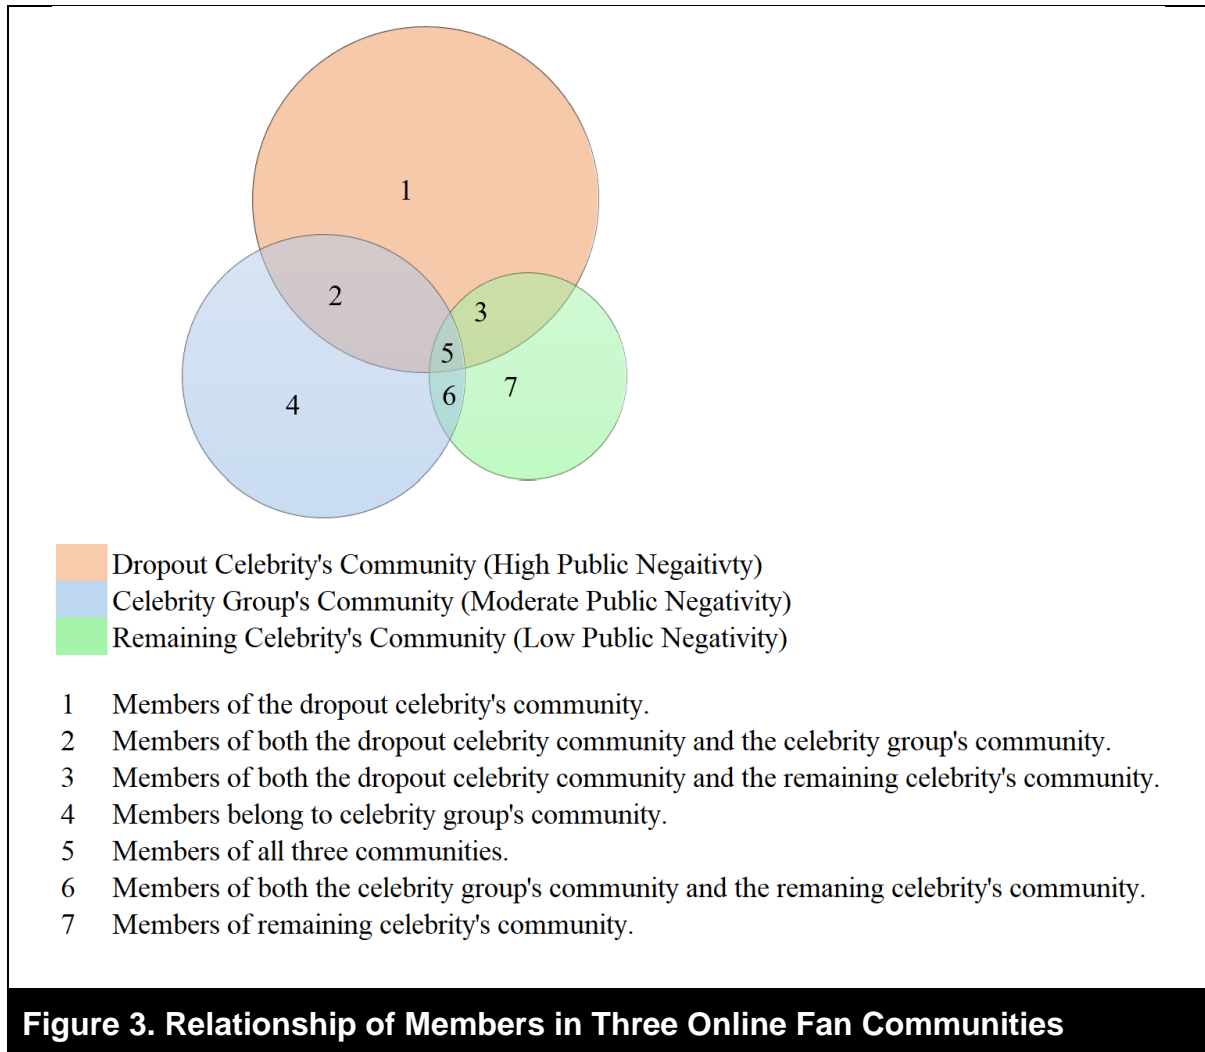 1
2
3
5
7
6
4
Dropout Celebrity's Community (High Public Negaitivty)
Celebrity Group's Community (Moderate Public Negativity)
Remaining Celebrity's Community (Low Public Negativity)
1 Members of the dropout celebrity's community.
2 Members of both the dropout celebrity community and the celebrity group's community.
3 Members of both the dropout celebrity community and the remaining celebrity's community.
4 Members belong to celebrity group's community.
5 Members of all three communities.
6 Members of both the celebrity group's community and the remaning celebrity's community.
7 Members of remaining celebrity's community.
Figure 3. Relationship of Members in Three Online Fan Communities